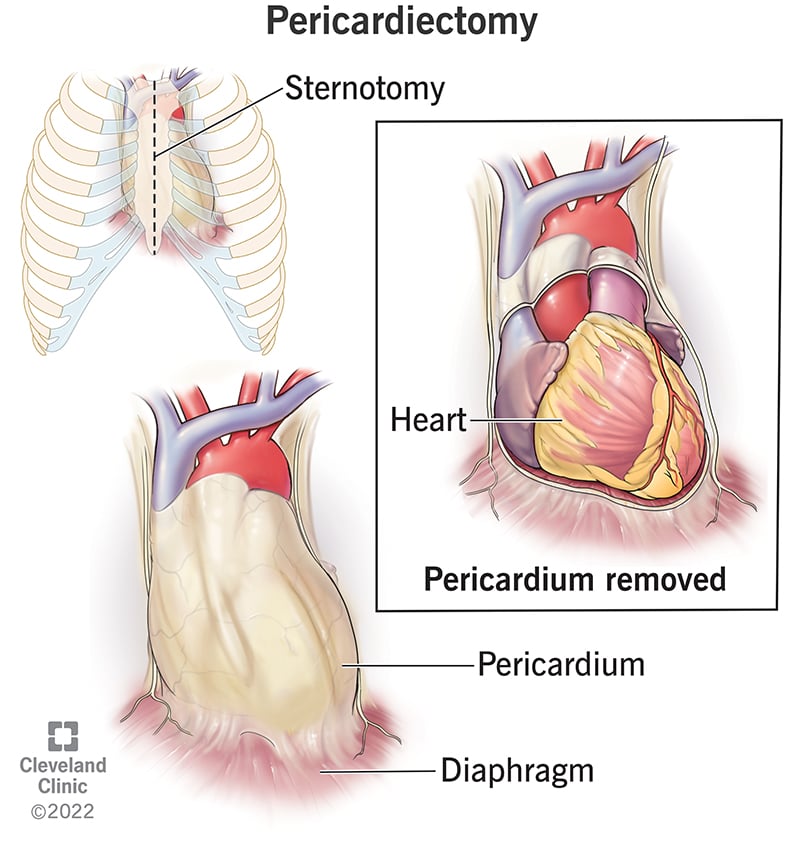 Pericardiectomy
Sternotomy
Heart
Pericardium removed
Pericardium
Diaphragm
Cleveland
Clinic
©2022